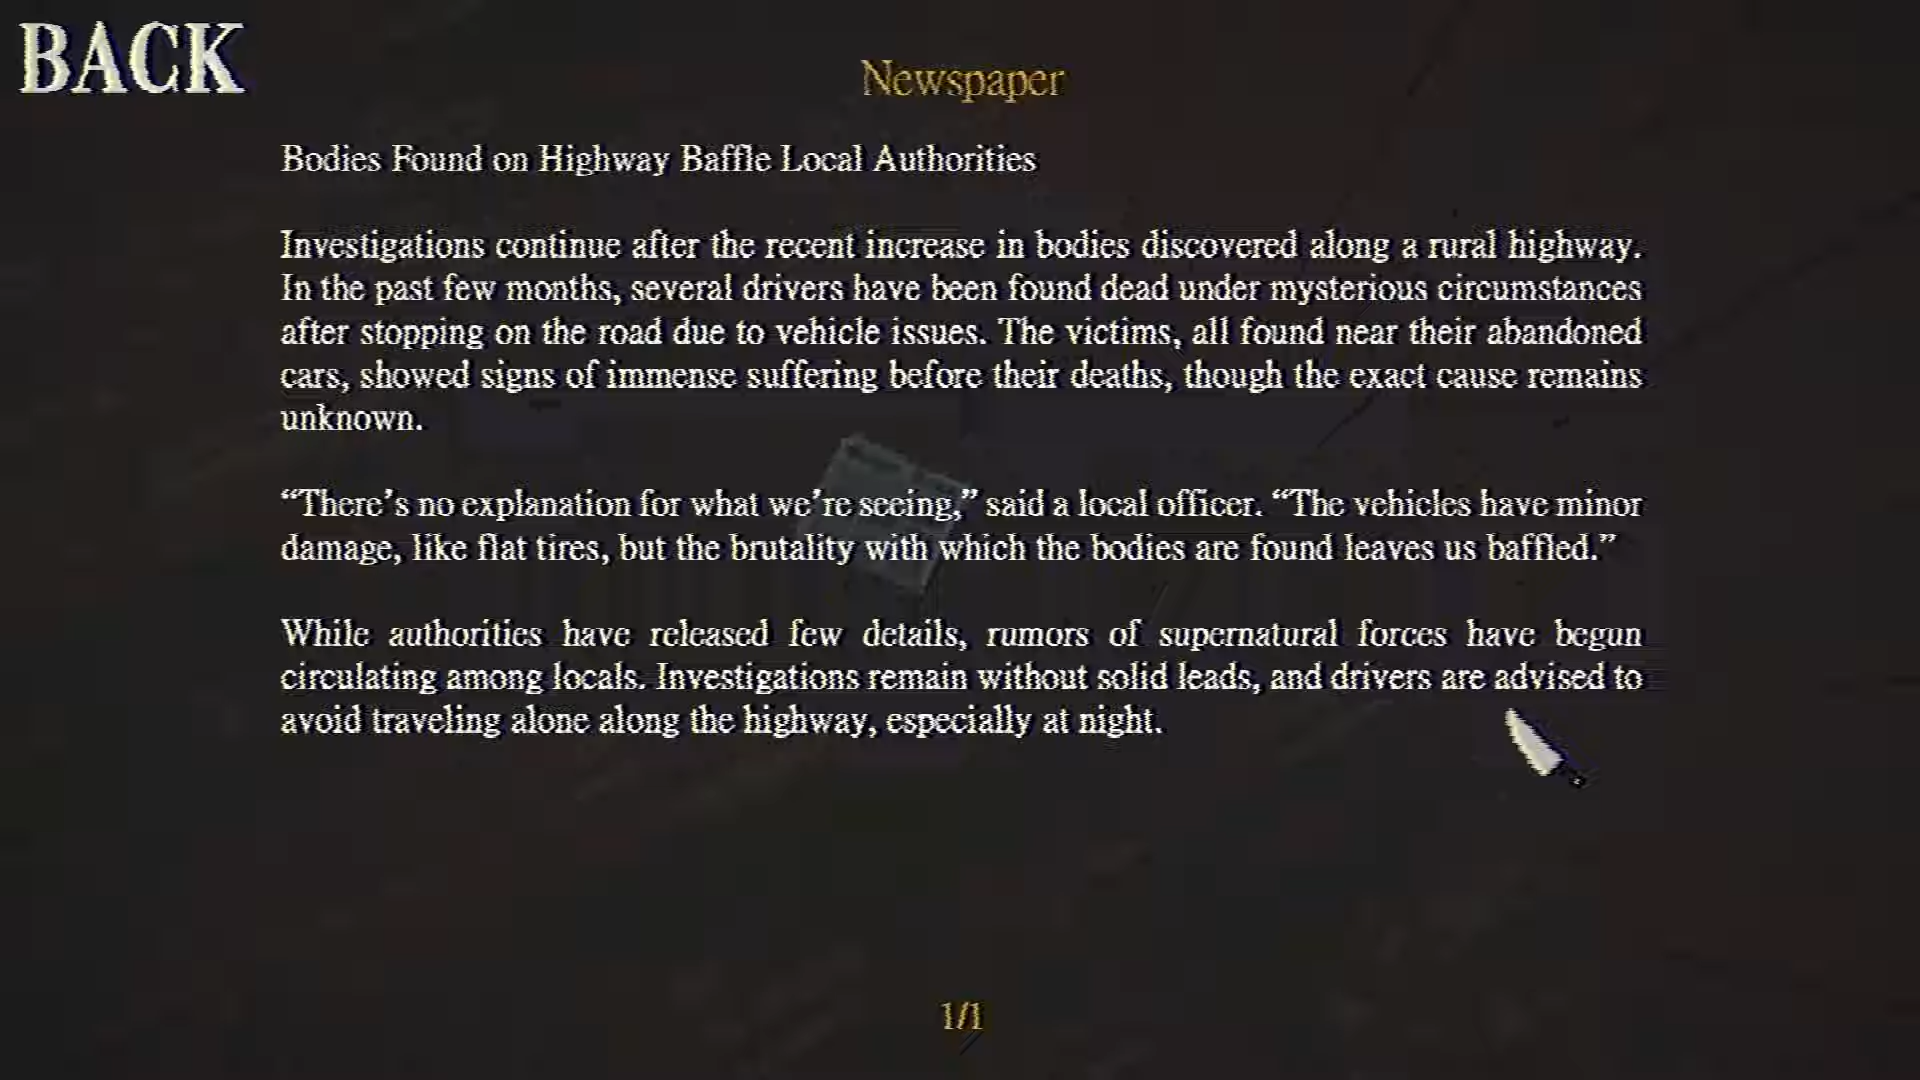 BACK
Newspaper
Bodies Found on Highway Baffle Local Authorities
Investigations continue after the recent increase in bodies discovered along a rural highway.
In the past few months, several drivers have been found dead under mysterious circumstances
after stopping on the road due to vehicle issues. The victims, all found near their abandoned
cars, showed signs of immense suffering before their deaths, though the exact cause remains
unknown.
“There’s no explanation for what we’re seeing,” said a local officer. “The vehicles have minor
damage, like flat tires, but the brutality with which the bodies are found leaves us baffled.”
While authorities have released few details, rumors of supernatural forces have begun
circulating among locals. Investigations remain without solid leads, and drivers are advised to
avoid traveling alone along the highway, especially at night.
1/1